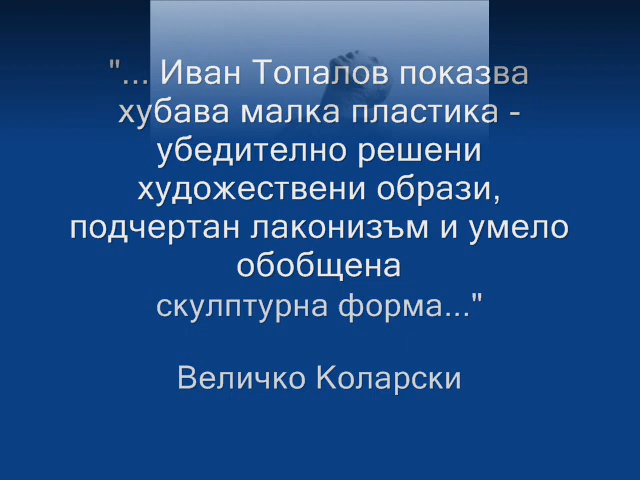 "... Иван Топалов показва
хубава малка пластика -
убедително решени
художествени образи,
подчертан лаконизъм и умело
обобщена
скулптурна форма..."
Величко Коларски